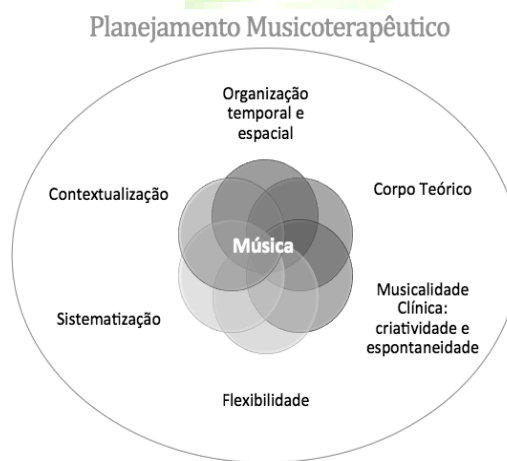 Planejamento Musicoterapêutico
Organização
temporal e
espacial
Contextualização
Corpo Teórico
Música
Musicalidade
Clínica:
criatividade e
espontaneidade
Sistematização
Flexibilidade